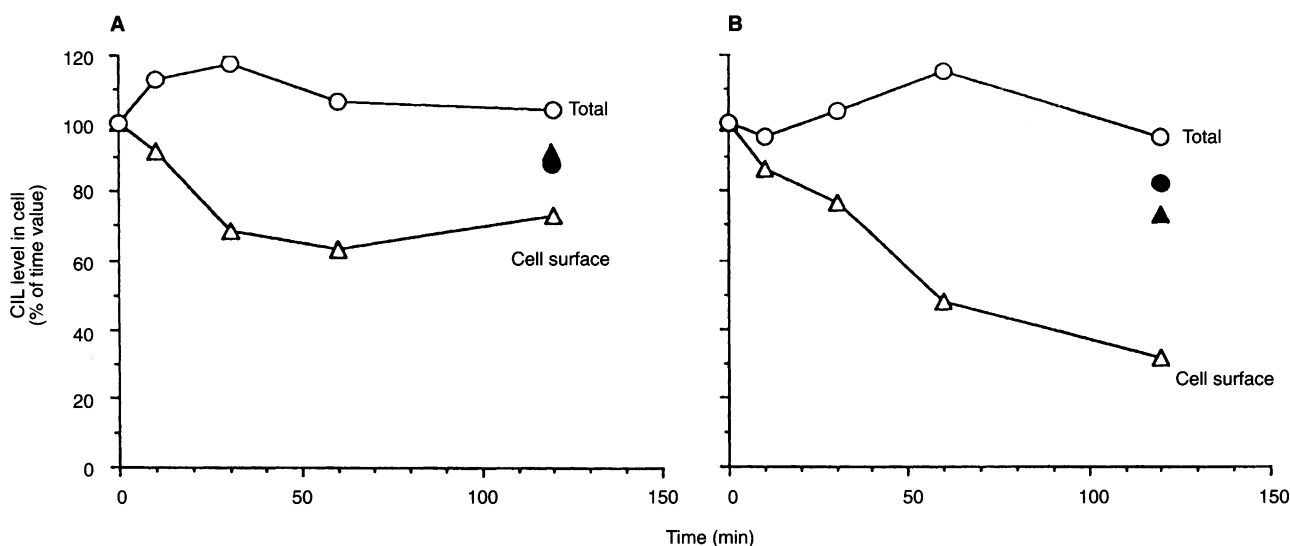 A
B
120
100
80
60
40
20
0
CIL level in cell
(% of time value)
Total
Cell surface
Total
Cell surface
0 50 100 150
0 50 100 150
Time (min)